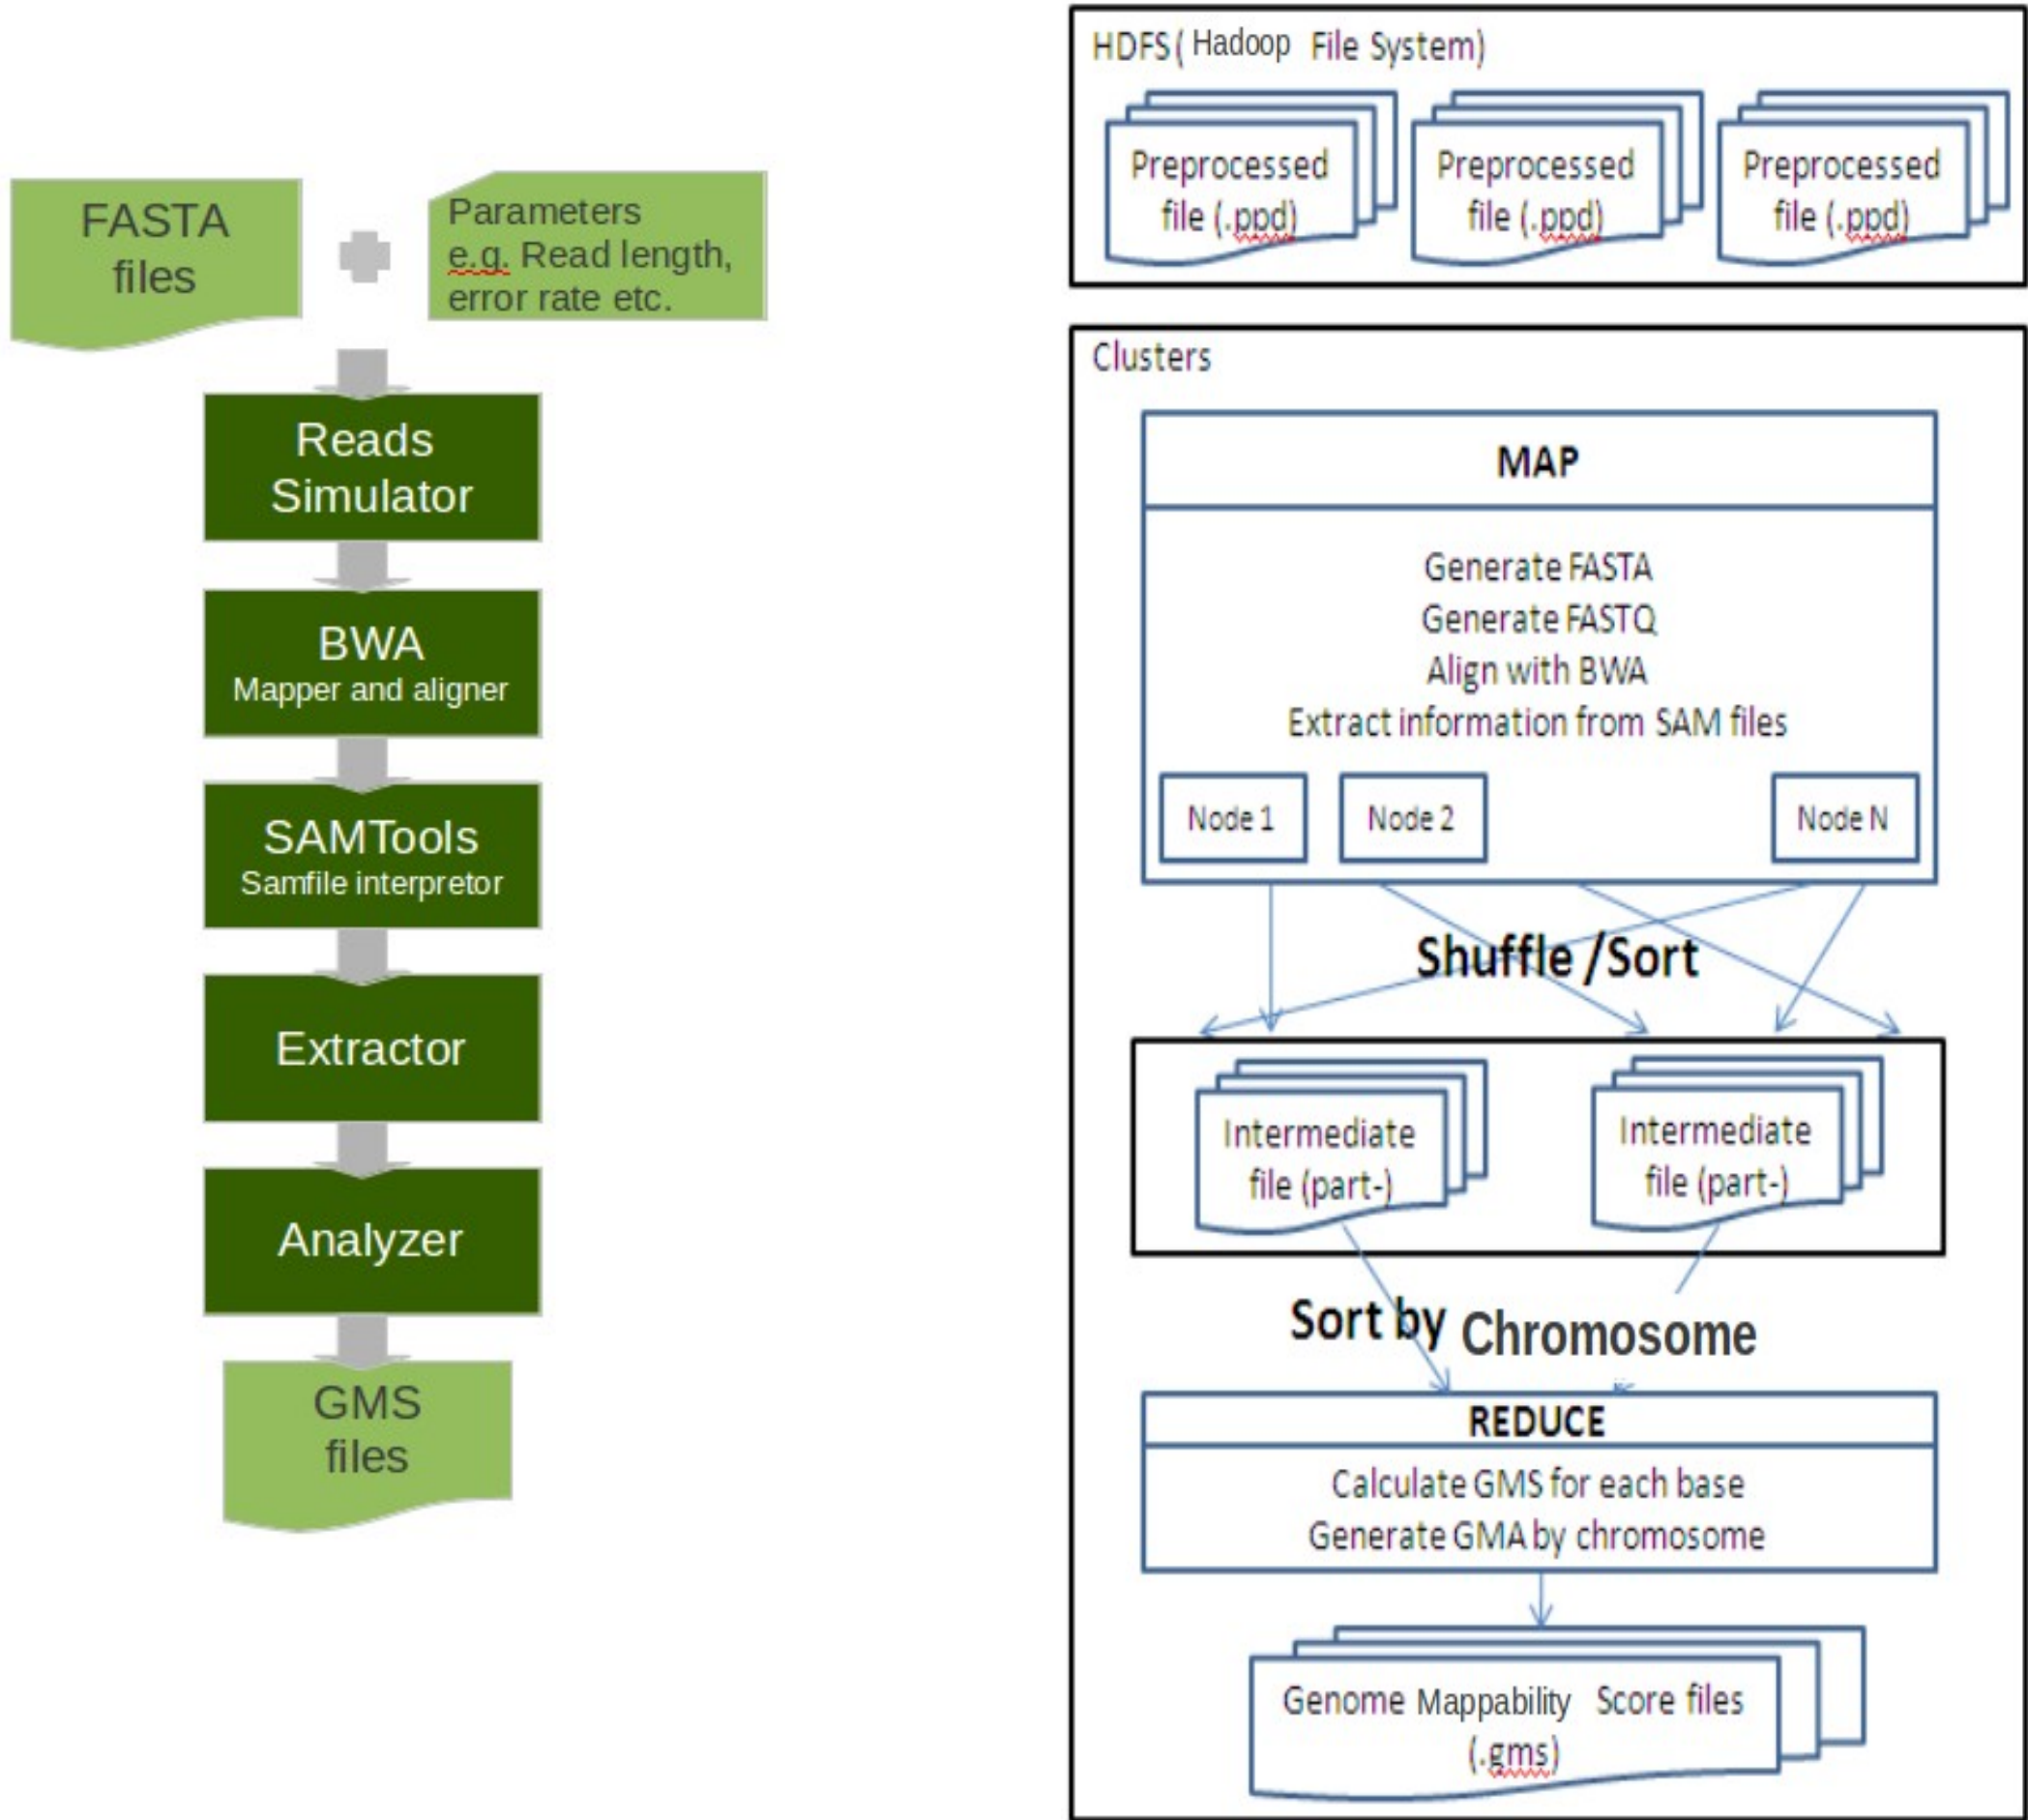 FASTA
files
Parameters
e.g. Read length,
error rate etc.
Reads
Simulator
BWA
Mapper and aligner
SAMTools
Samfile interpretor
Extractor
Analyzer
GMS
files
HDFS( Hadoop File System)
Preprocessed
file (.ppd)
Preprocessed
file (.ppd)
Preprocessed
file (.ppd)
Clusters
MAP
Generate FASTA
Generate FASTQ
Align with BWA
Extract information from SAM files
Node 1
Node 2
Node N
Shuffle /Sort
Intermediate
file (part-)
Intermediate
file (part-)
Sort by Chromosome
REDUCE
Calculate GMS for each base
Generate GMA by chromosome
Genome Mappability Score files
(.gms)